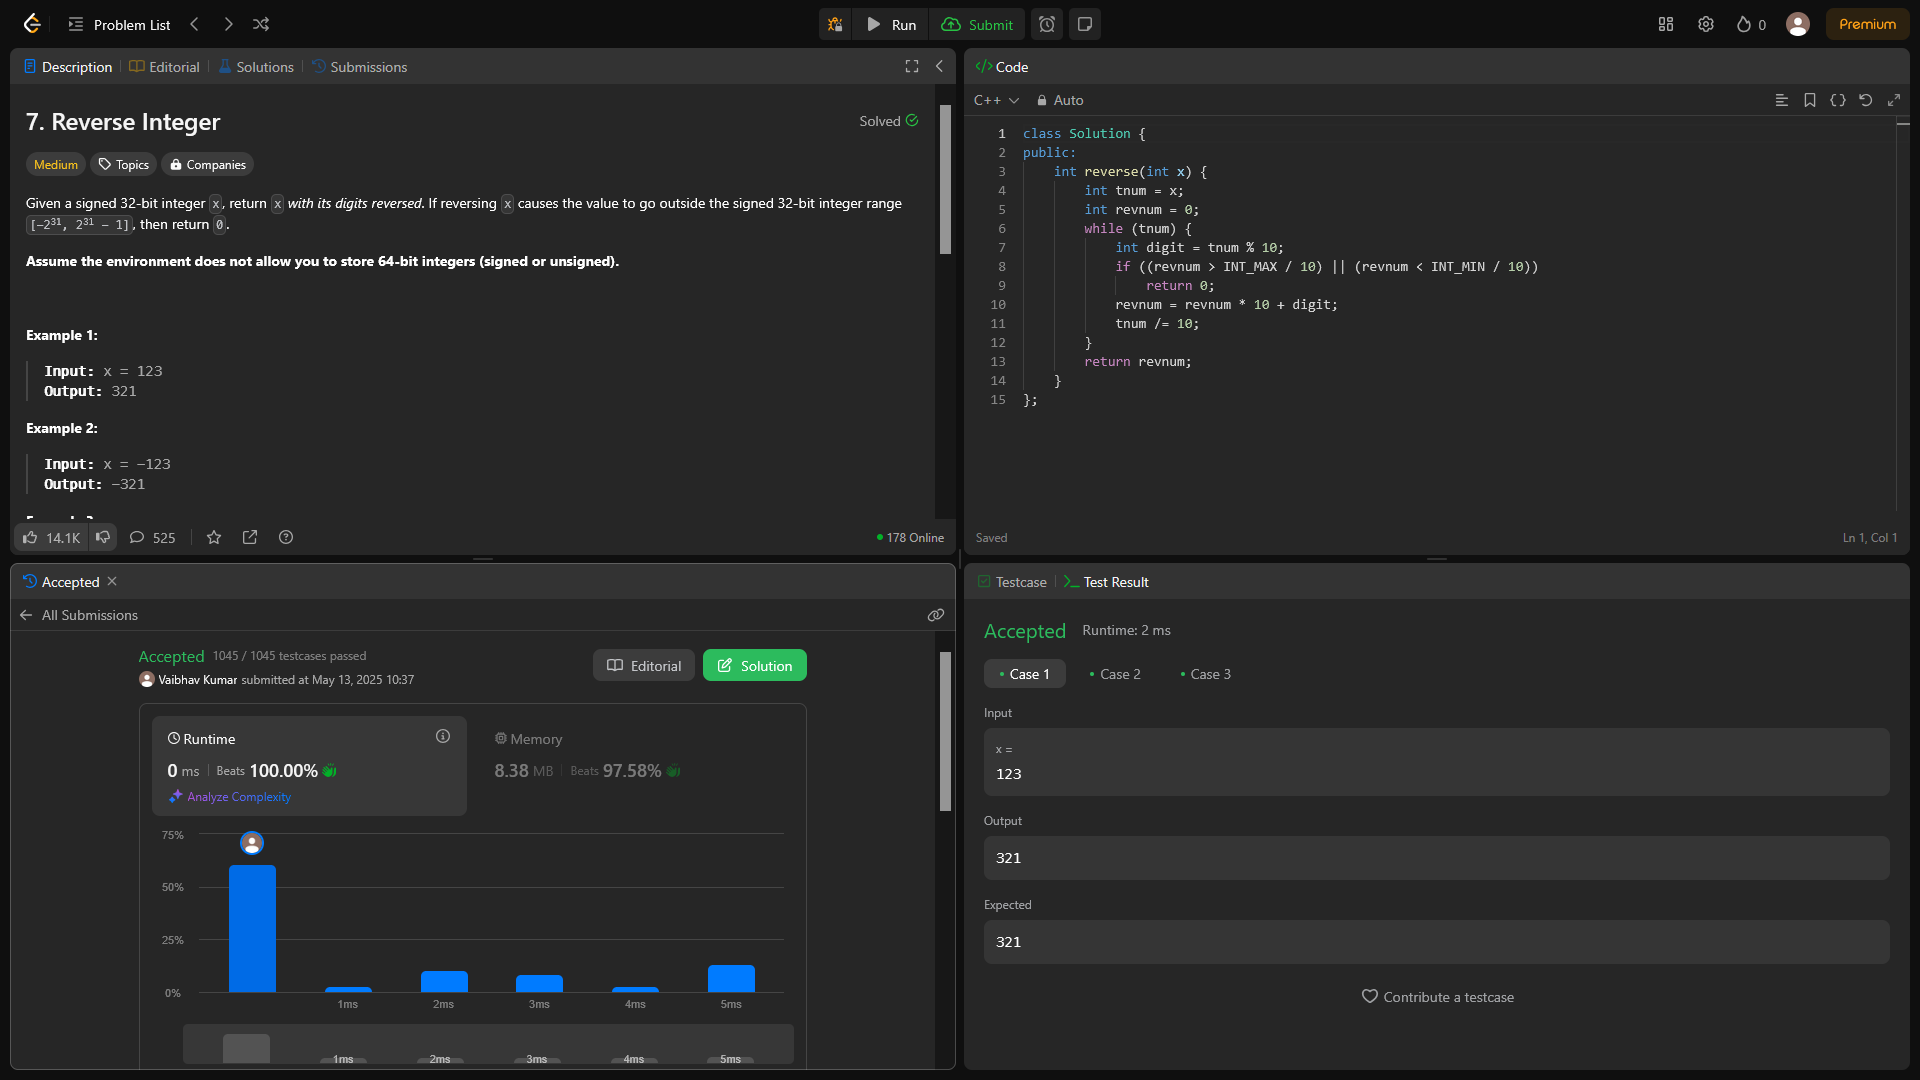 Problem List
Run
Submit
0
Premium
Description
Editorial
Solutions
Submissions
7. Reverse Integer
Solved
Medium
Topics
Companies
Given a signed 32-bit integer x, return x with its digits reversed. If reversing x causes the value to go outside the signed 32-bit integer range
[−2³¹, 2³¹ − 1], then return 0.
Assume the environment does not allow you to store 64-bit integers (signed or unsigned).
Example 1:
Input: x = 123
Output: 321
Example 2:
Input: x = −123
Output: −321
14.1K
525
178 Online
</> Code
C++
Auto
1 class Solution {
2 public:
3 int reverse(int x) {
4 int tnum = x;
5 int revnum = 0;
6 while (tnum) {
7 int digit = tnum % 10;
8 if ((revnum > INT_MAX / 10) || (revnum < INT_MIN / 10))
9 return 0;
10 revnum = revnum * 10 + digit;
11 tnum /= 10;
12 }
13 return revnum;
14 }
15 };
Saved
Ln 1, Col 1
Accepted
All Submissions
Accepted 1045 / 1045 testcases passed
Vaibhav Kumar submitted at May 13, 2025 10:37
Editorial
Solution
Runtime
0 ms | Beats 100.00%
Analyze Complexity
Memory
8.38 MB | Beats 97.58%
75%
50%
25%
0%
1ms 2ms 3ms 4ms 5ms
1ms 2ms 3ms 4ms 5ms
Testcase
Test Result
Accepted Runtime: 2 ms
Case 1
Case 2
Case 3
Input
x =
123
Output
321
Expected
321
Contribute a testcase